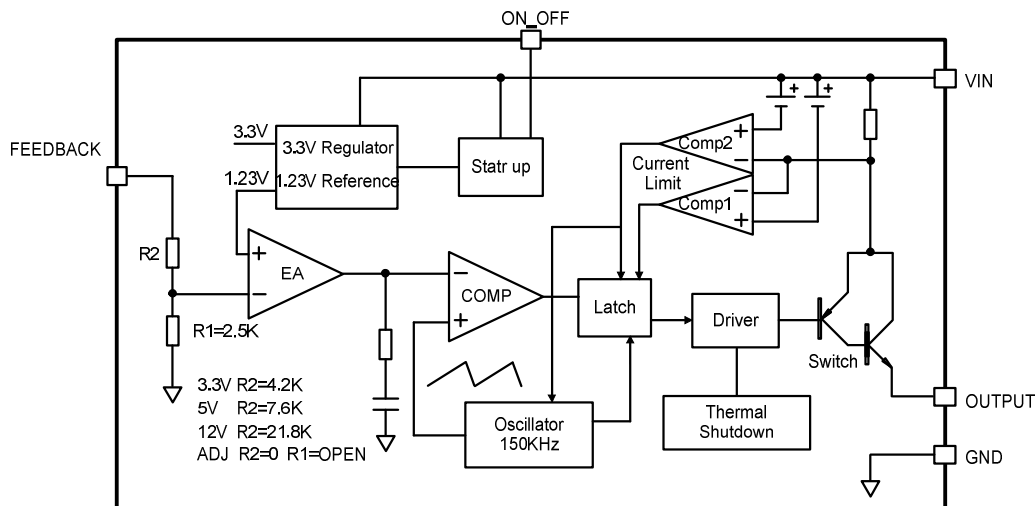 ON_OFF
VIN
FEEDBACK
3.3V
3.3V Regulator
1.23V
1.23V Reference
Statr up
+
+
Comp2
+
−
Current
Limit
Comp1
−
+
R2
+
EA
−
−
COMP
+
Latch
Driver
Switch
R1=2.5K
3.3V R2=4.2K
5V R2=7.6K
12V R2=21.8K
ADJ R2=0 R1=OPEN
Oscillator
150KHz
Thermal
Shutdown
OUTPUT
GND